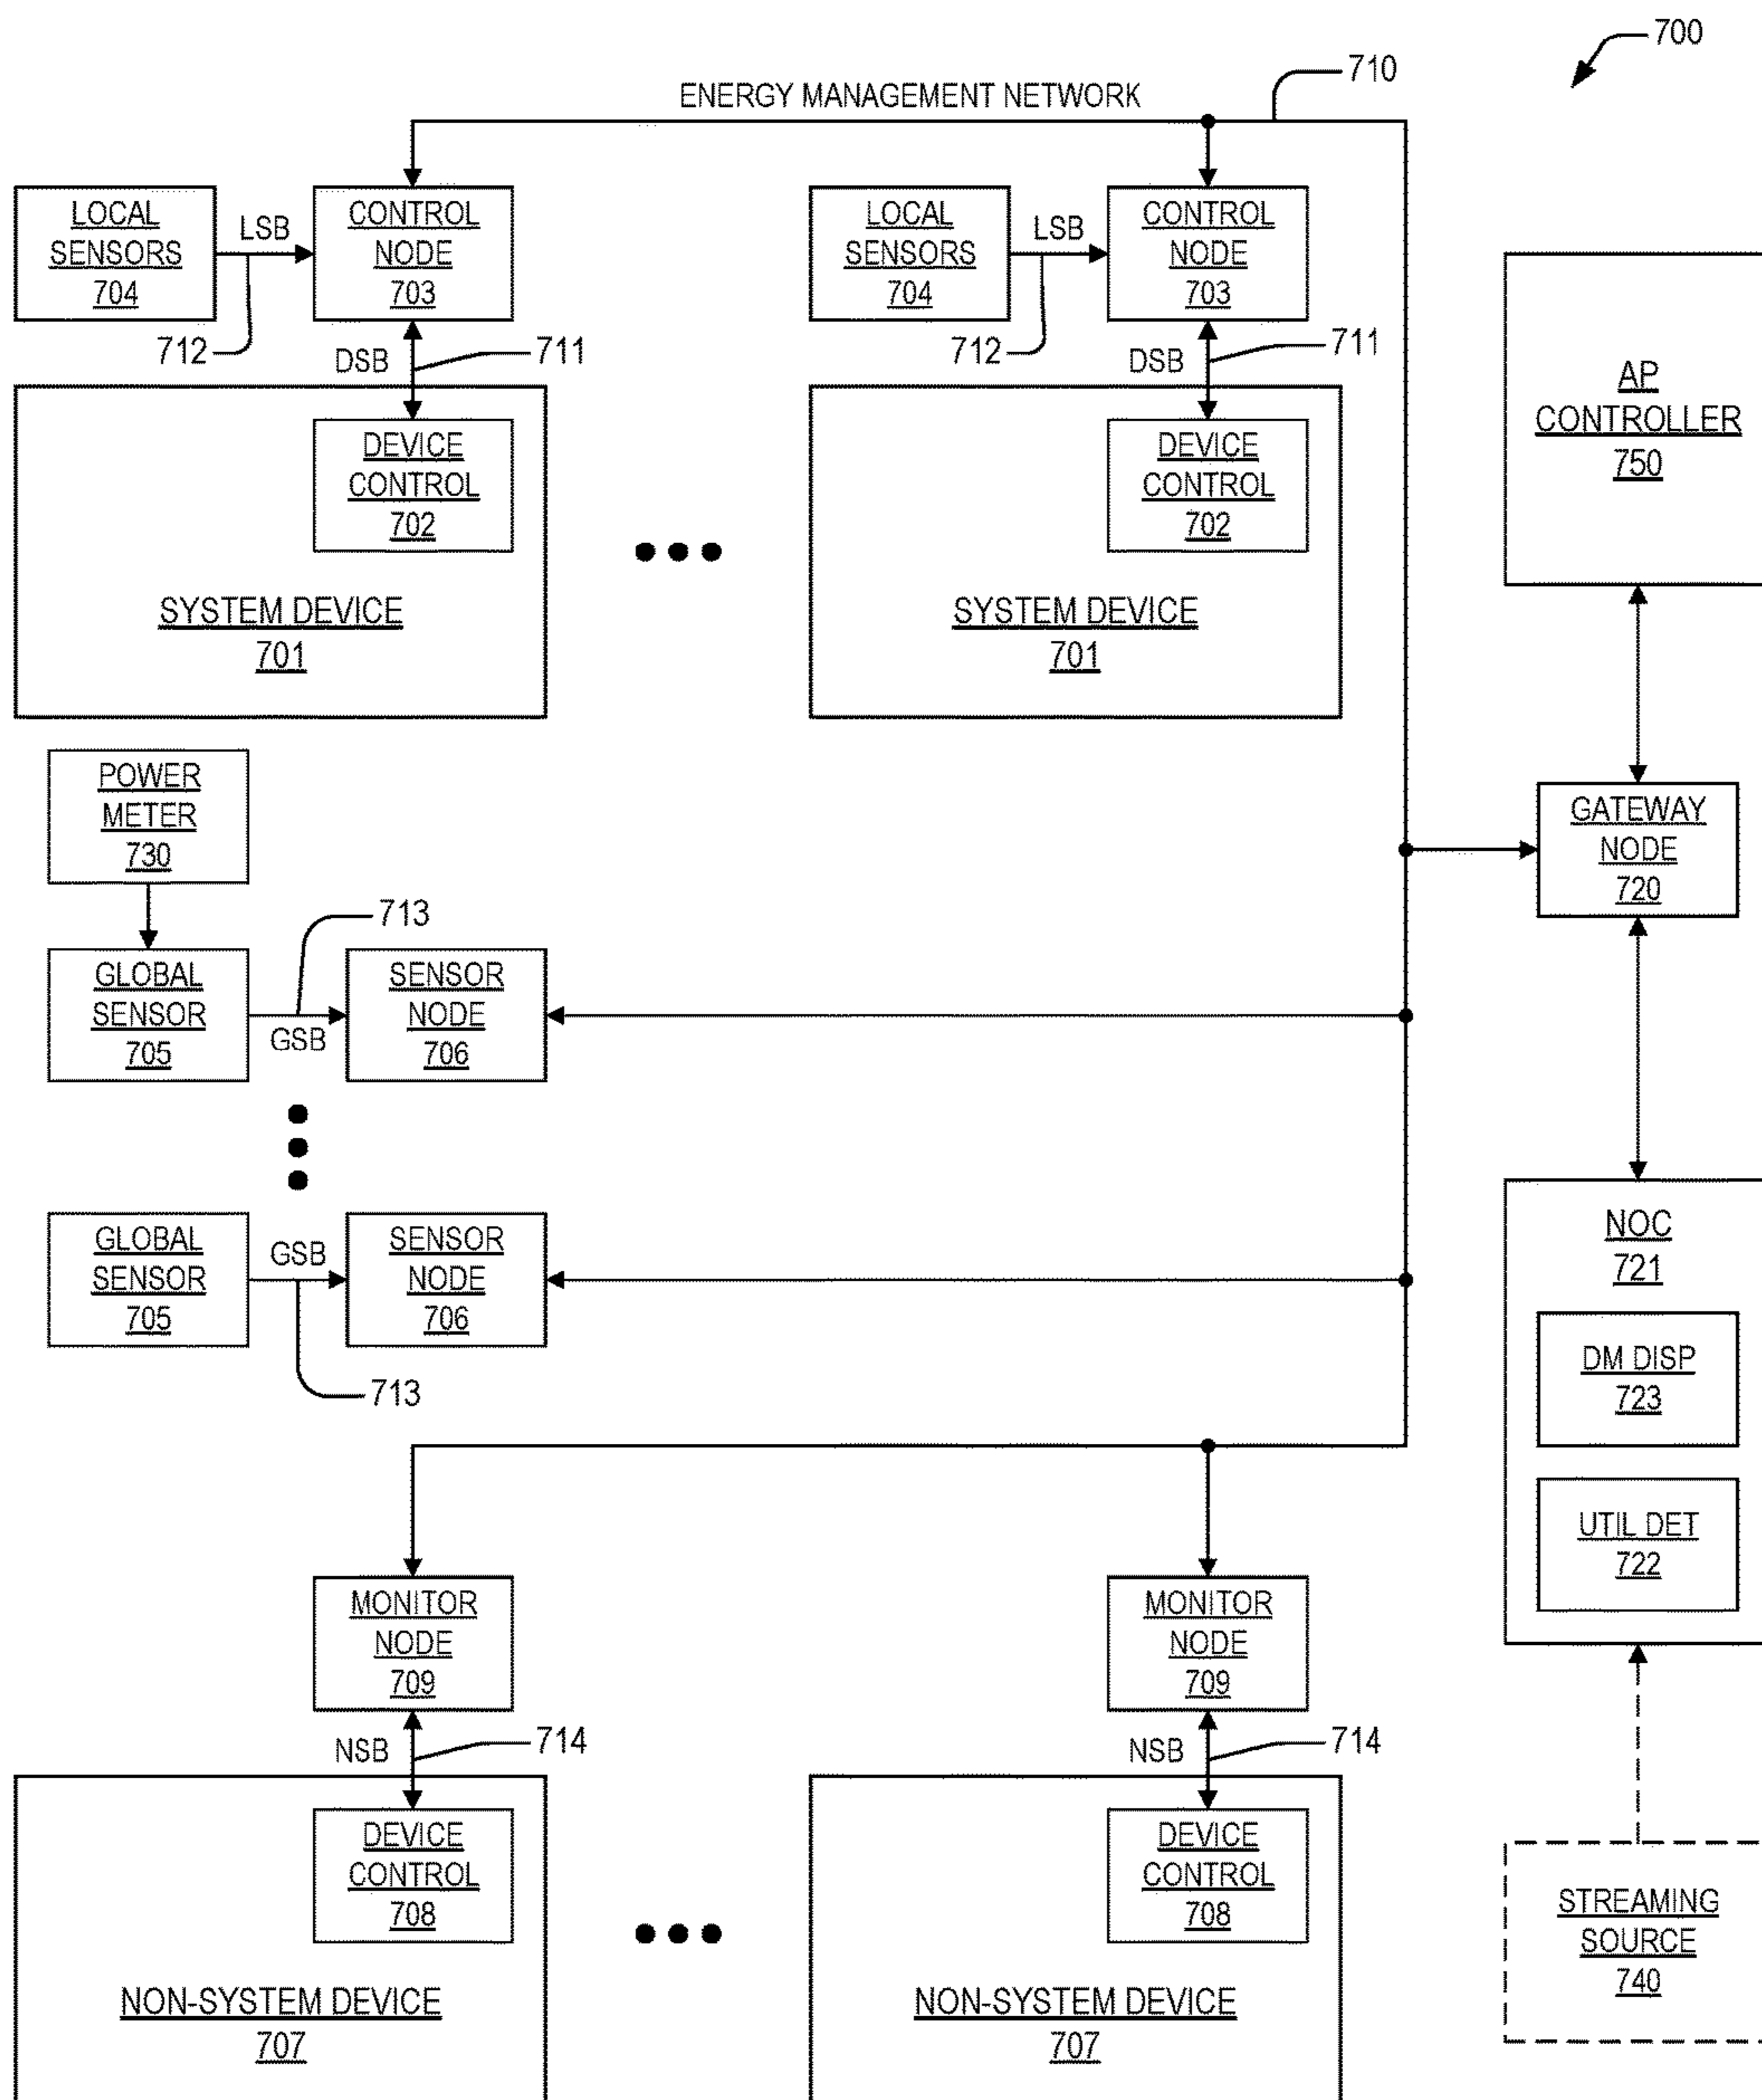 700
710
ENERGY MANAGEMENT NETWORK
LOCAL
SENSORS
704
LSB
712
CONTROL
NODE
703
DSB
711
DEVICE
CONTROL
702
SYSTEM DEVICE
701
LOCAL
SENSORS
704
LSB
712
CONTROL
NODE
703
DSB
711
DEVICE
CONTROL
702
SYSTEM DEVICE
701
AP
CONTROLLER
750
POWER
METER
730
GATEWAY
NODE
720
713
GLOBAL
SENSOR
705
GSB
SENSOR
NODE
706
GLOBAL
SENSOR
705
GSB
SENSOR
NODE
706
713
NOC
721
DM DISP
723
UTIL DET
722
MONITOR
NODE
709
NSB
714
DEVICE
CONTROL
708
NON-SYSTEM DEVICE
707
MONITOR
NODE
709
NSB
714
DEVICE
CONTROL
708
NON-SYSTEM DEVICE
707
STREAMING
SOURCE
740